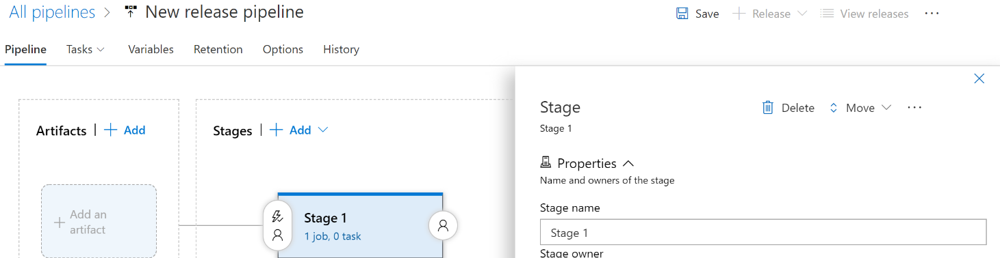 All pipelines > New release pipeline
Save Release View releases ...
Pipeline Tasks Variables Retention Options History
Artifacts | + Add
Stages | + Add
+ Add an
artifact
Stage 1
1 job, 0 task
Stage
Delete Move ...
Stage 1
Properties
Name and owners of the stage
Stage name
Stage 1
Stage owner